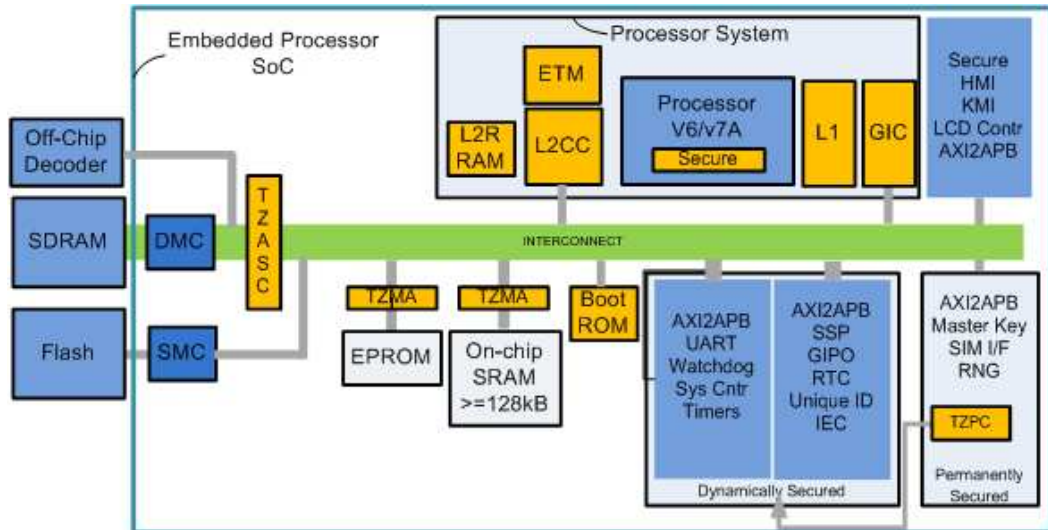 Embedded Processor
SoC
Processor System
ETM
L2R
RAM
L2CC
Processor
V6/v7A
Secure
L1
GIC
Secure
HMI
KMI
LCD Contr
AXI2APB
Off-Chip
Decoder
SDRAM
DMC
TZASC
INTERCONNECT
Flash
SMC
TZMA
EPROM
TZMA
On-chip
SRAM
>=128kB
Boot
ROM
AXI2APB
UART
Watchdog
Sys Cntr
Timers
AXI2APB
SSP
GIPO
RTC
Unique ID
IEC
Dynamically Secured
AXI2APB
Master Key
SIM I/F
RNG
TZPC
Permanently
Secured